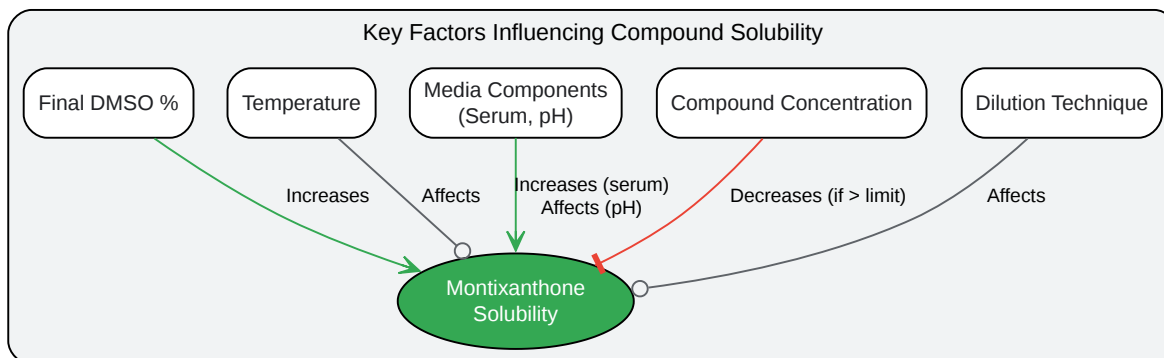 Key Factors Influencing Compound Solubility
Final DMSO %
Temperature
Media Components
(Serum, pH)
Compound Concentration
Dilution Technique
Increases
Affects
Increases (serum)
Affects (pH)
Decreases (if > limit)
Affects
Montixanthone
Solubility